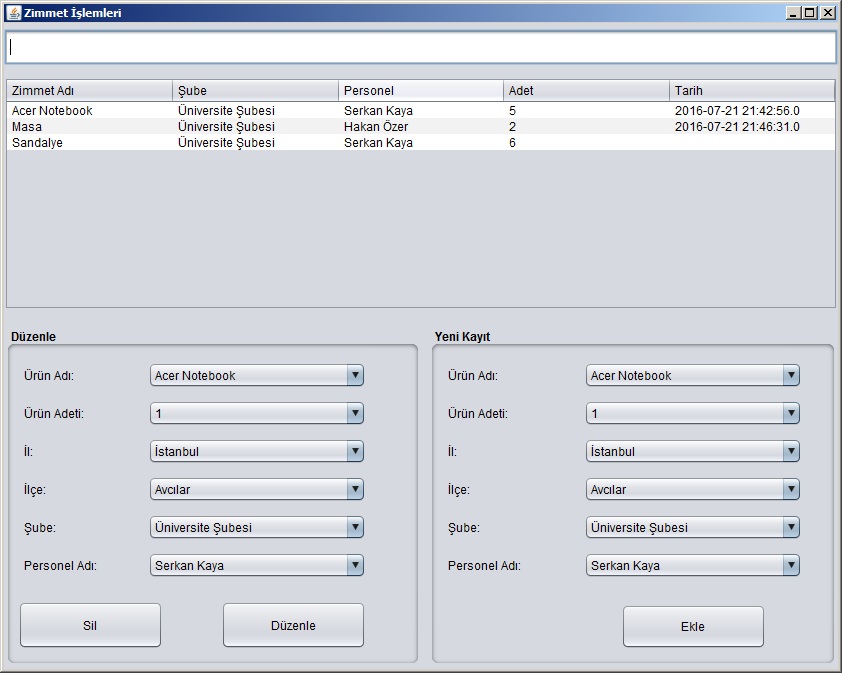 Zimmet İşlemleri
Zimmet Adı Şube Personel Adet Tarih
Acer Notebook Üniversite Şubesi Serkan Kaya 5 2016-07-21 21:42:56.0
Masa Üniversite Şubesi Hakan Özer 2 2016-07-21 21:46:31.0
Sandalye Üniversite Şubesi Serkan Kaya 6
Düzenle
Ürün Adı: Acer Notebook
Ürün Adeti: 1
İl: İstanbul
İlçe: Avcılar
Şube: Üniversite Şubesi
Personel Adı: Serkan Kaya
Sil Düzenle
Yeni Kayıt
Ürün Adı: Acer Notebook
Ürün Adeti: 1
İl: İstanbul
İlçe: Avcılar
Şube: Üniversite Şubesi
Personel Adı: Serkan Kaya
Ekle